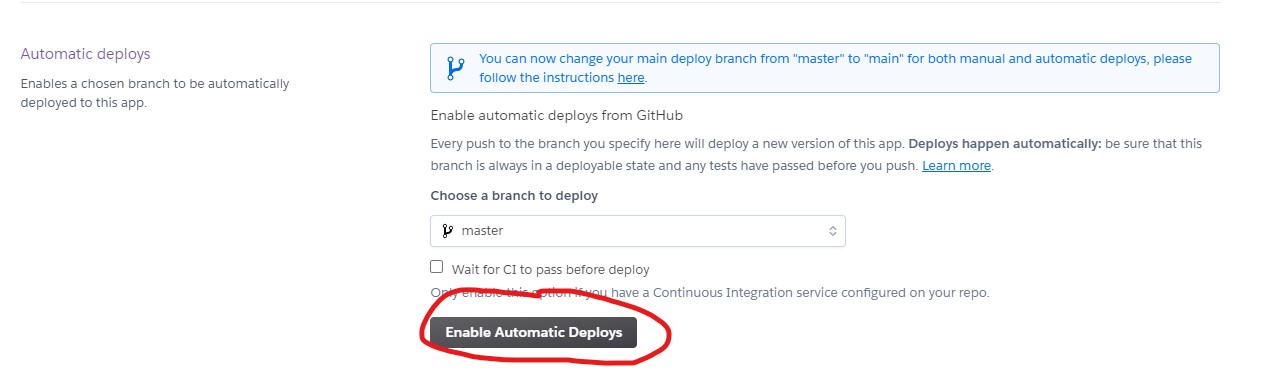 Automatic deploys
Enables a chosen branch to be automatically
deployed to this app.
You can now change your main deploy branch from "master" to "main" for both manual and automatic deploys, please
follow the instructions here.
Enable automatic deploys from GitHub
Every push to the branch you specify here will deploy a new version of this app. Deploys happen automatically: be sure that this
branch is always in a deployable state and any tests have passed before you push. Learn more.
Choose a branch to deploy
master
Wait for CI to pass before deploy
Only enable this option if you have a Continuous Integration service configured on your repo.
Enable Automatic Deploys